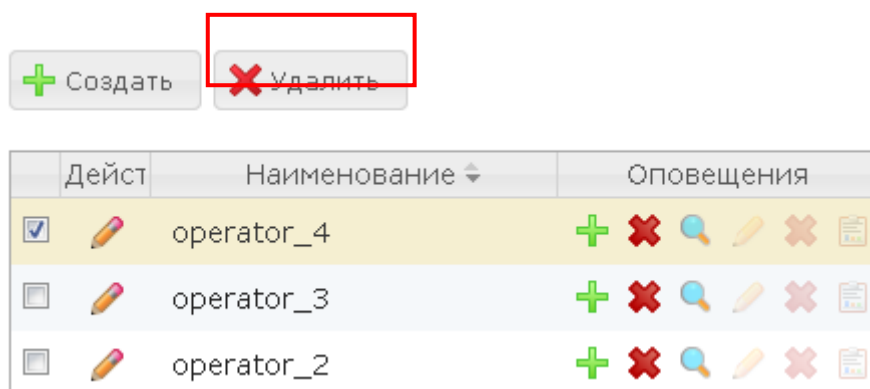 Создать Удалить
Дейст Наименование Оповещения
operator_4
operator_3
operator_2